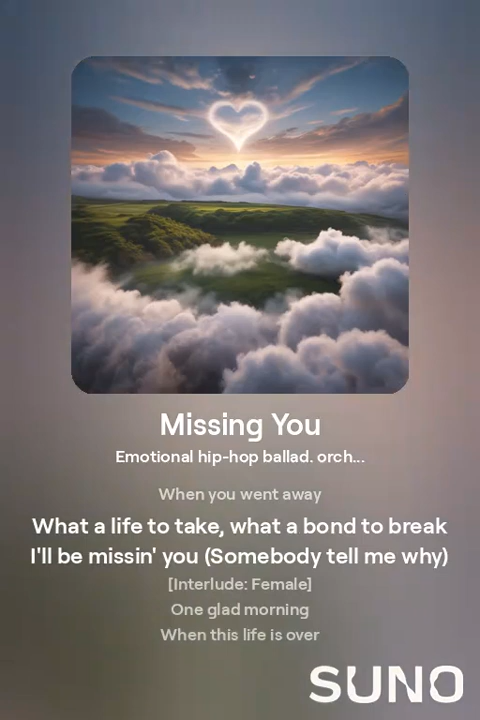 Missing You
Emotional hip-hop ballad. orch...
When you went away
What a life to take, what a bond to break
I'll be missin' you (Somebody tell me why)
[Interlude: Female]
One glad morning
When this life is over
SUNO